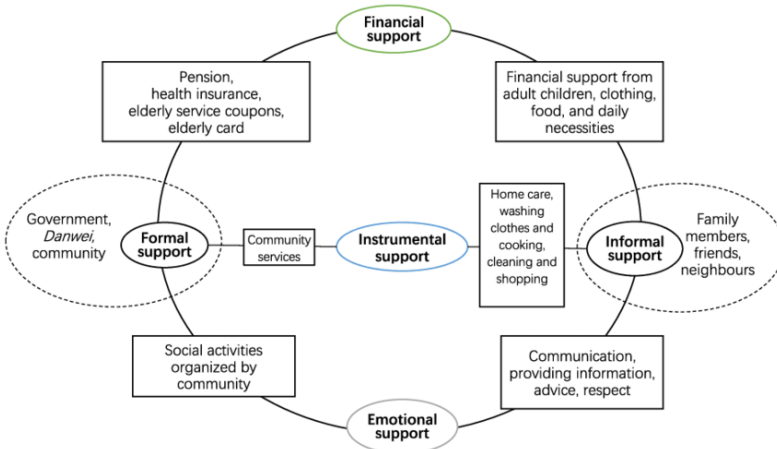 Financial
support
Pension,
health insurance,
elderly service coupons,
elderly card
Financial support from
adult children, clothing,
food, and daily
necessities
Government,
Danwei,
community
Formal
support
Community
services
Instrumental
support
Home care,
washing
clothes and
cooking,
cleaning and
shopping
Informal
support
Family
members,
friends,
neighbours
Social activities
organized by
community
Communication,
providing information,
advice, respect
Emotional
support